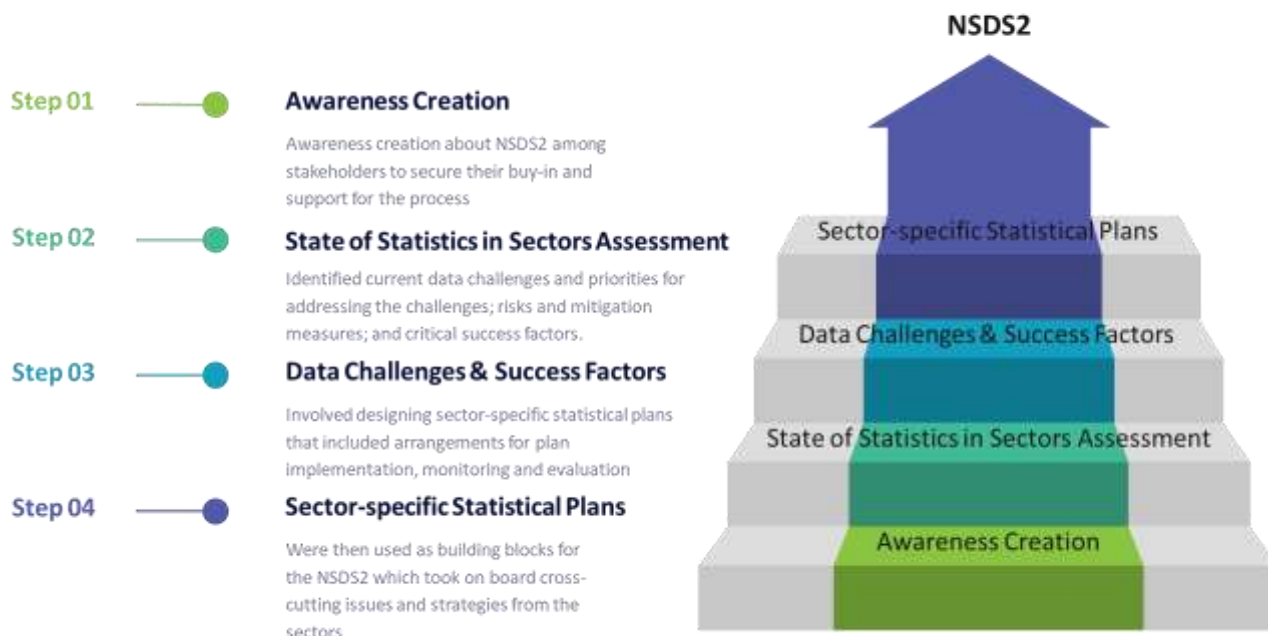 Step 01
Awareness Creation
Awareness creation about NSDS2 among
stakeholders to secure their buy-in and
support for the process
Step 02
State of Statistics in Sectors Assessment
Identified current data challenges and priorities for
addressing the challenges; risks and mitigation
measures; and critical success factors.
Step 03
Data Challenges & Success Factors
Involved designing sector-specific statistical plans
that included arrangements for plan
implementation, monitoring and evaluation
Step 04
Sector-specific Statistical Plans
Were then used as building blocks for
the NSDS2 which took on board cross-
cutting issues and strategies from the
sectors
NSDS2
Sector-specific Statistical Plans
Data Challenges & Success Factors
State of Statistics in Sectors Assessment
Awareness Creation